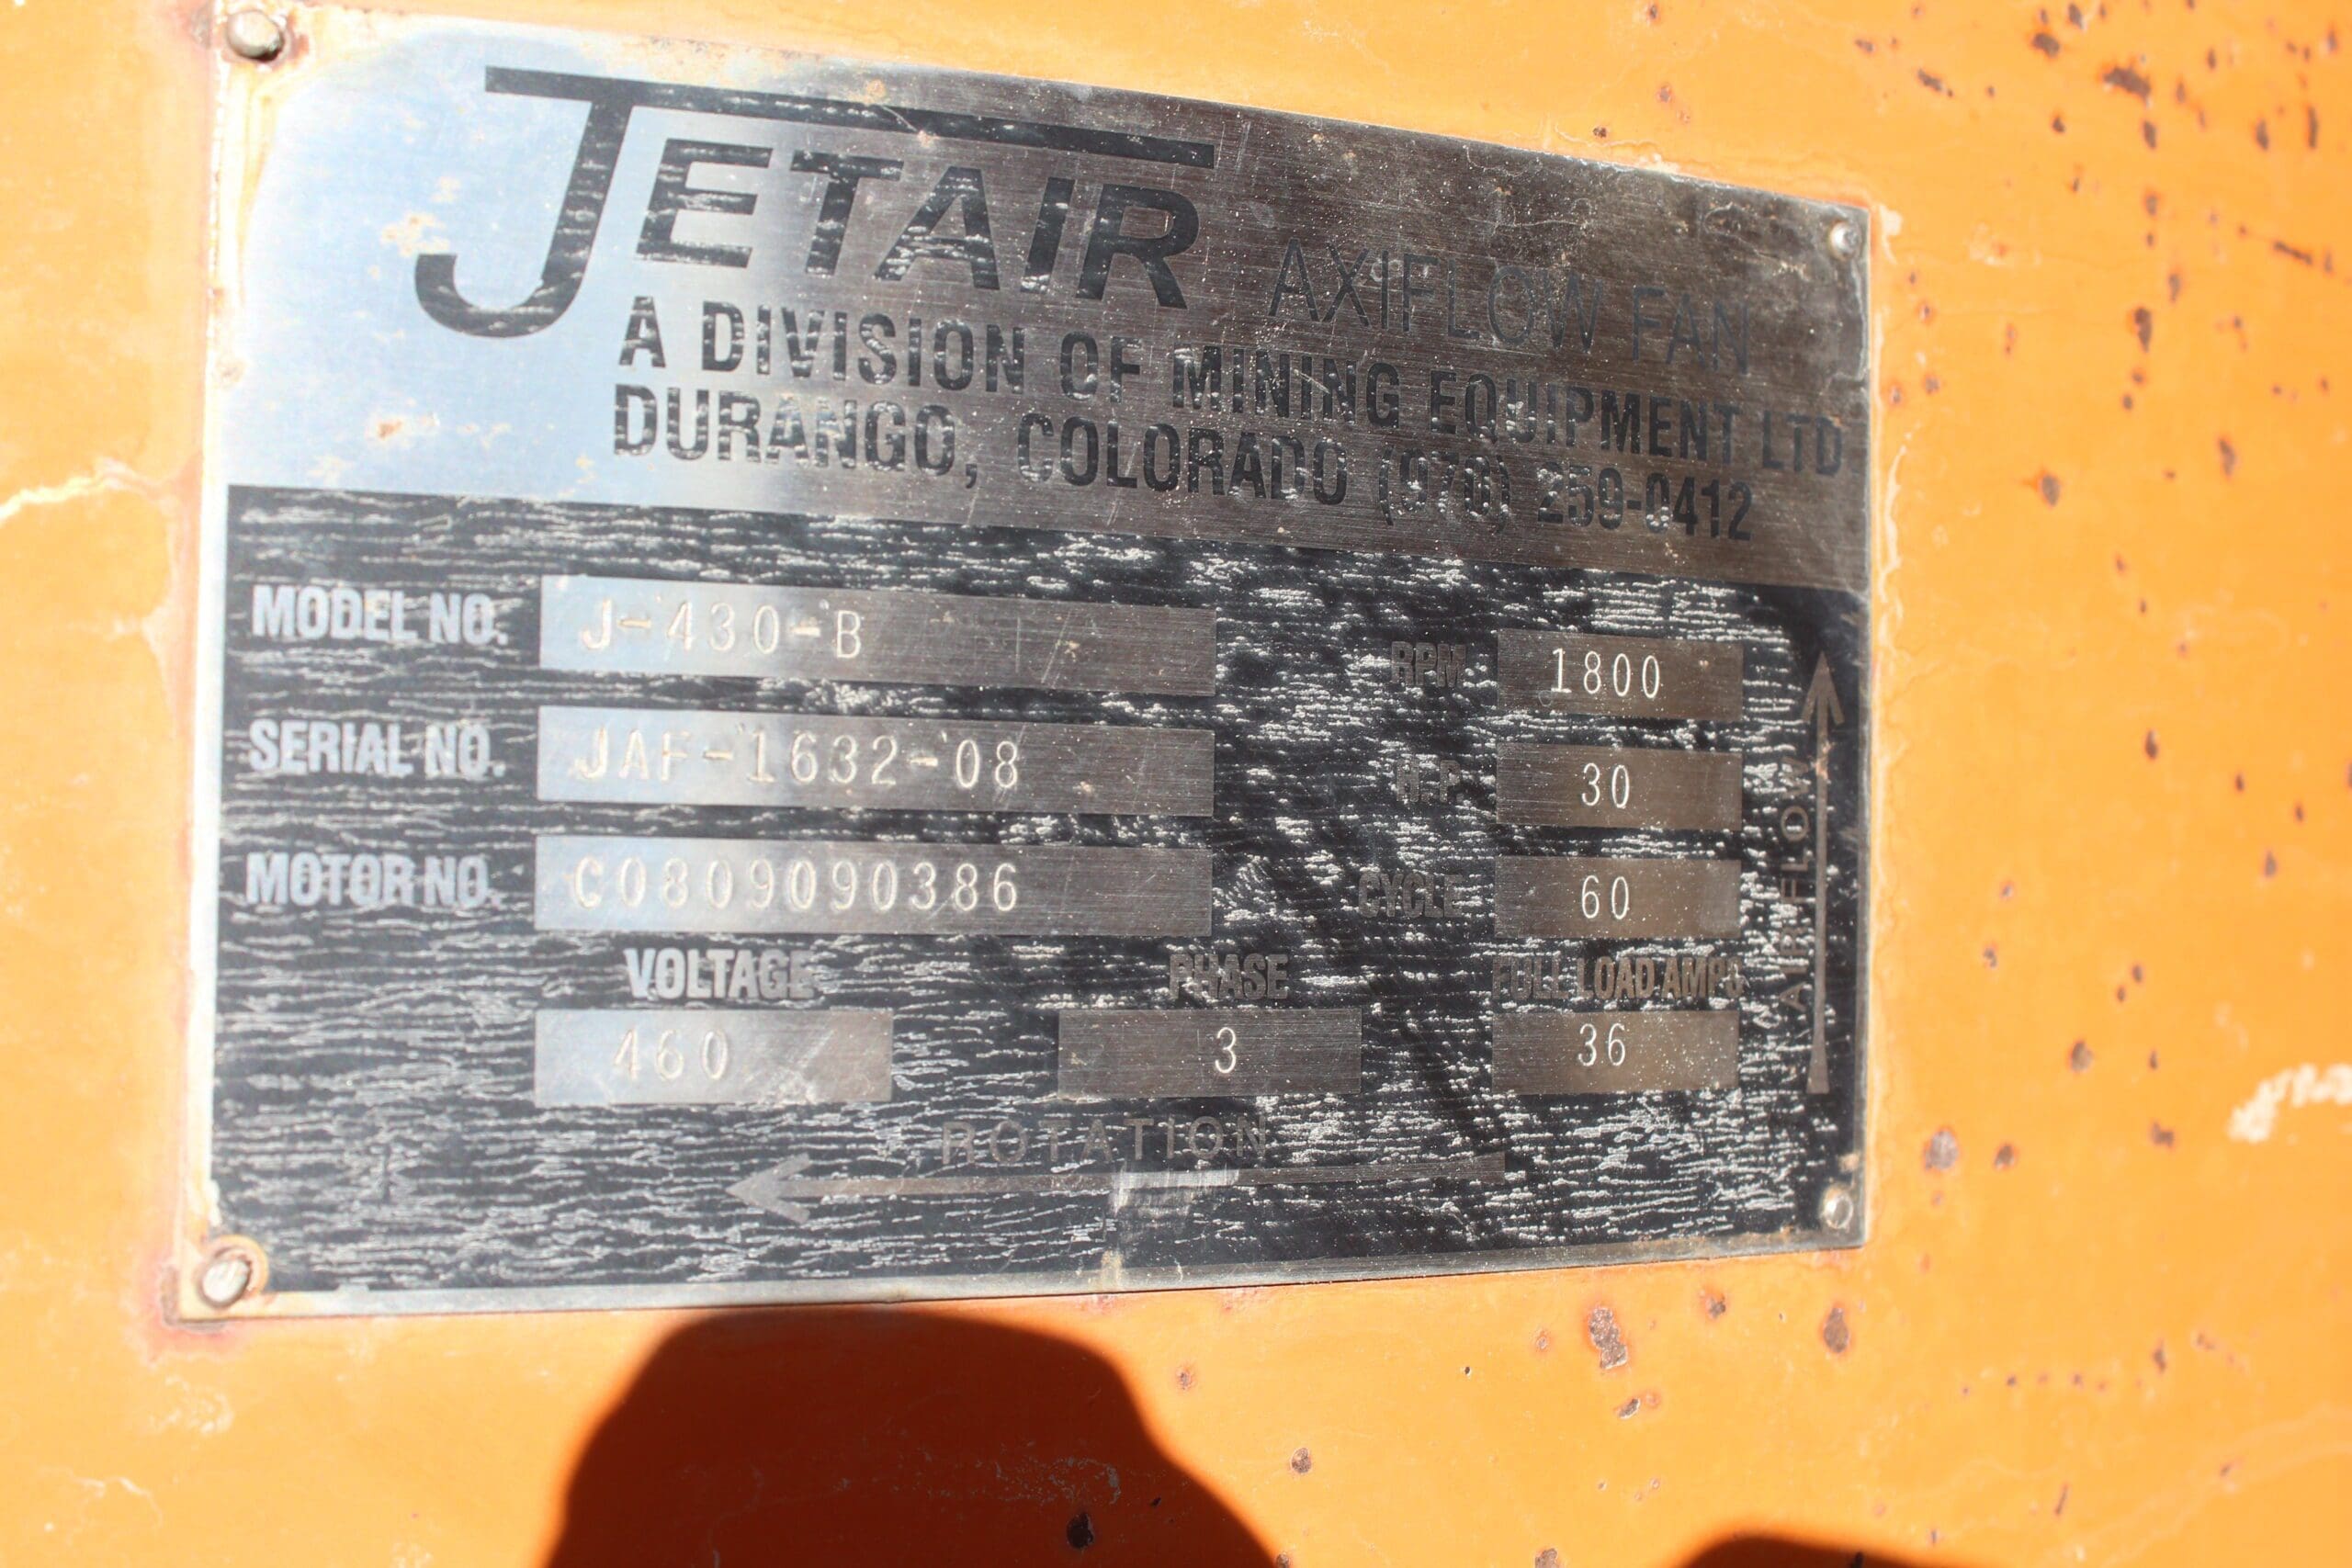 JETAIR AXIFLOW FAN
A DIVISION OF MINING EQUIPMENT LTD
DURANGO, COLORADO (970) 259-0412
MODEL NO. J-430-B
RPM 1800
SERIAL NO. JAF-1632-08
H.P. 30
MOTOR NO. C0809090386
CYCLE 60
VOLTAGE PHASE FULL LOAD AMPS
460 3 36
AIRFLOW
ROTATION